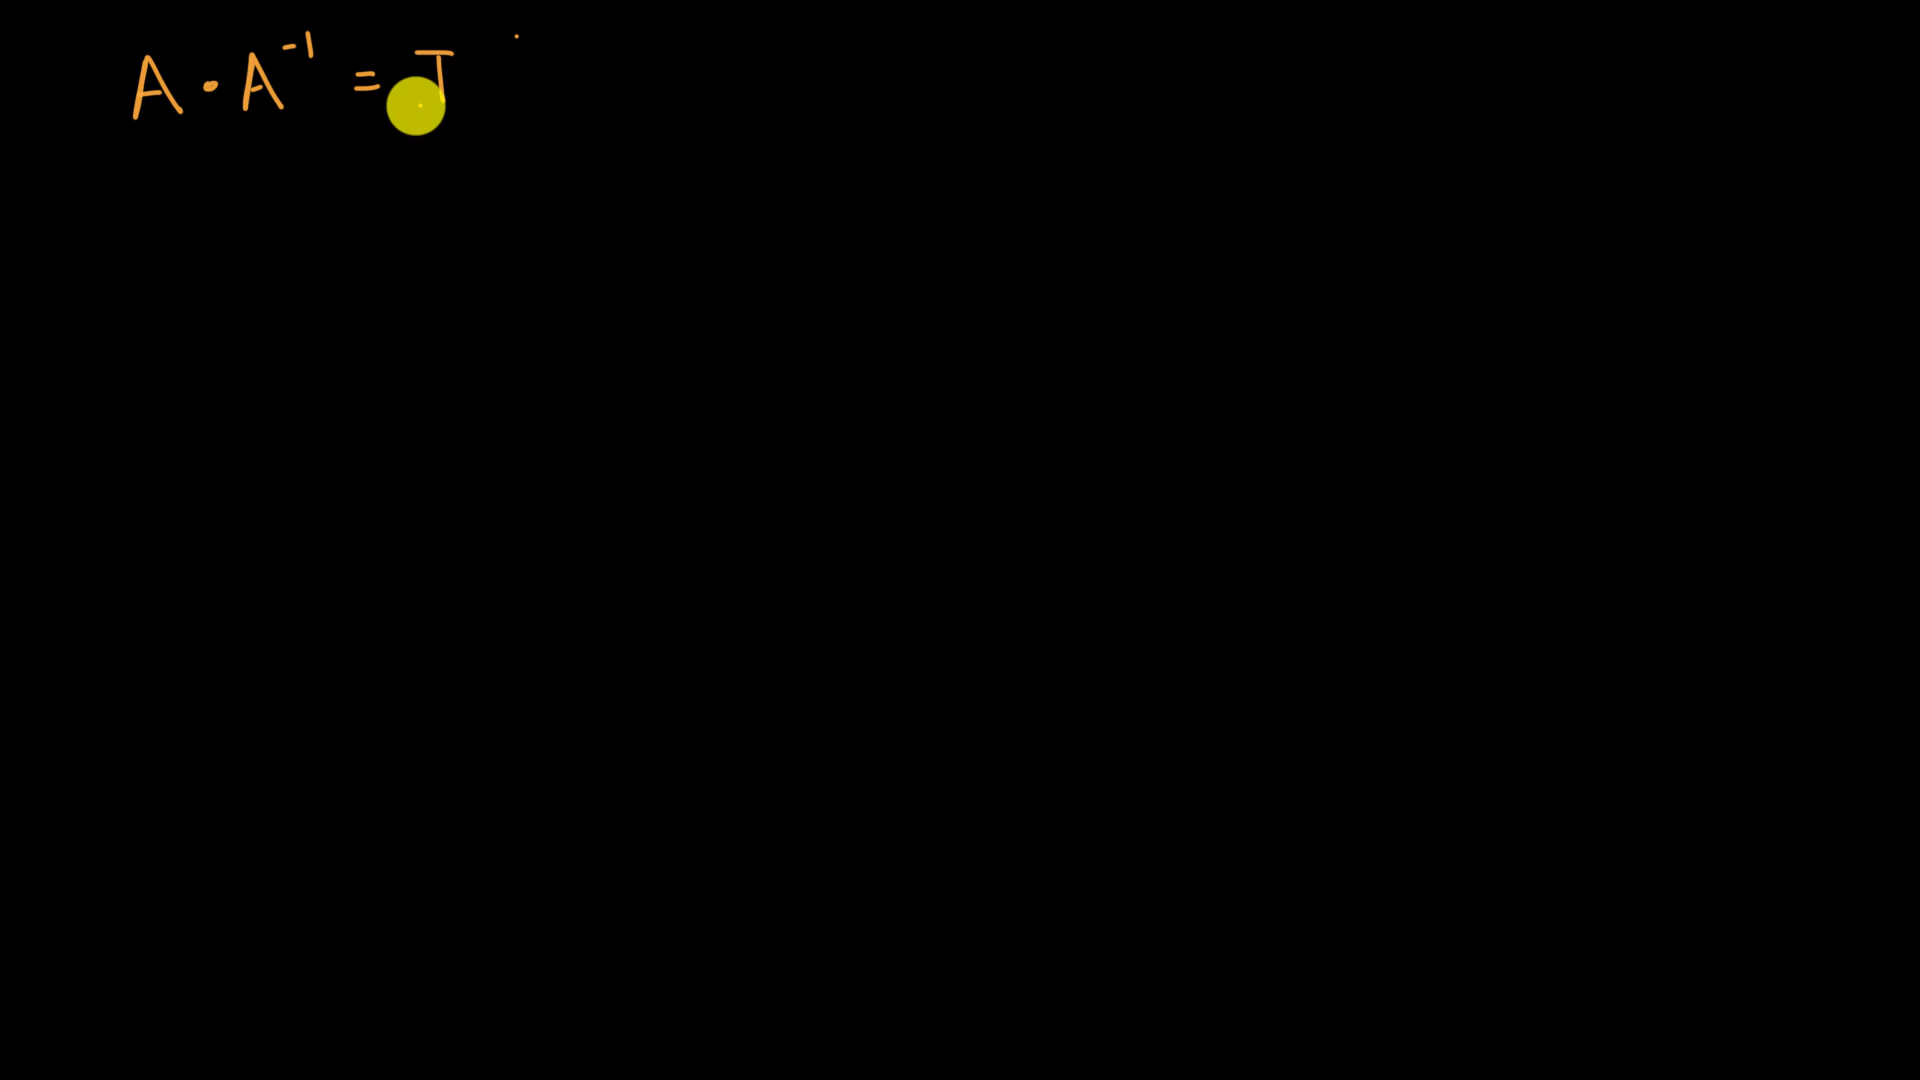 A · A⁻¹ = I